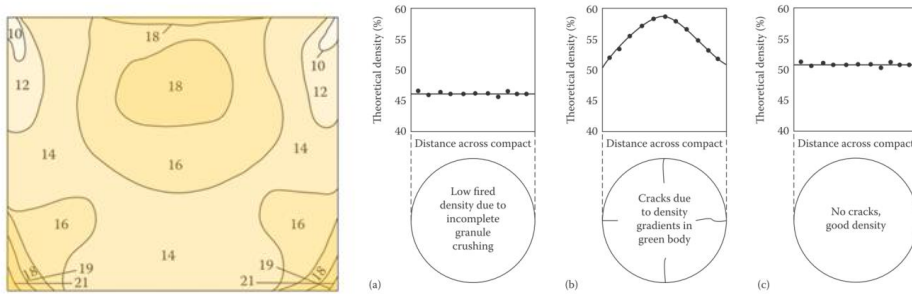 18
10
10
12
12
18
14
14
16
16
16
14
18
19
21
19
18
21
Theoretical density (%)
60
55
50
45
40
Distance across compact
Low fired
density due to
incomplete
granule
crushing
(a)
Theoretical density (%)
60
55
50
45
40
Distance across compact
Cracks due
to density
gradients in
green body
(b)
Theoretical density (%)
60
55
50
45
40
Distance across compact
No cracks,
good density
(c)